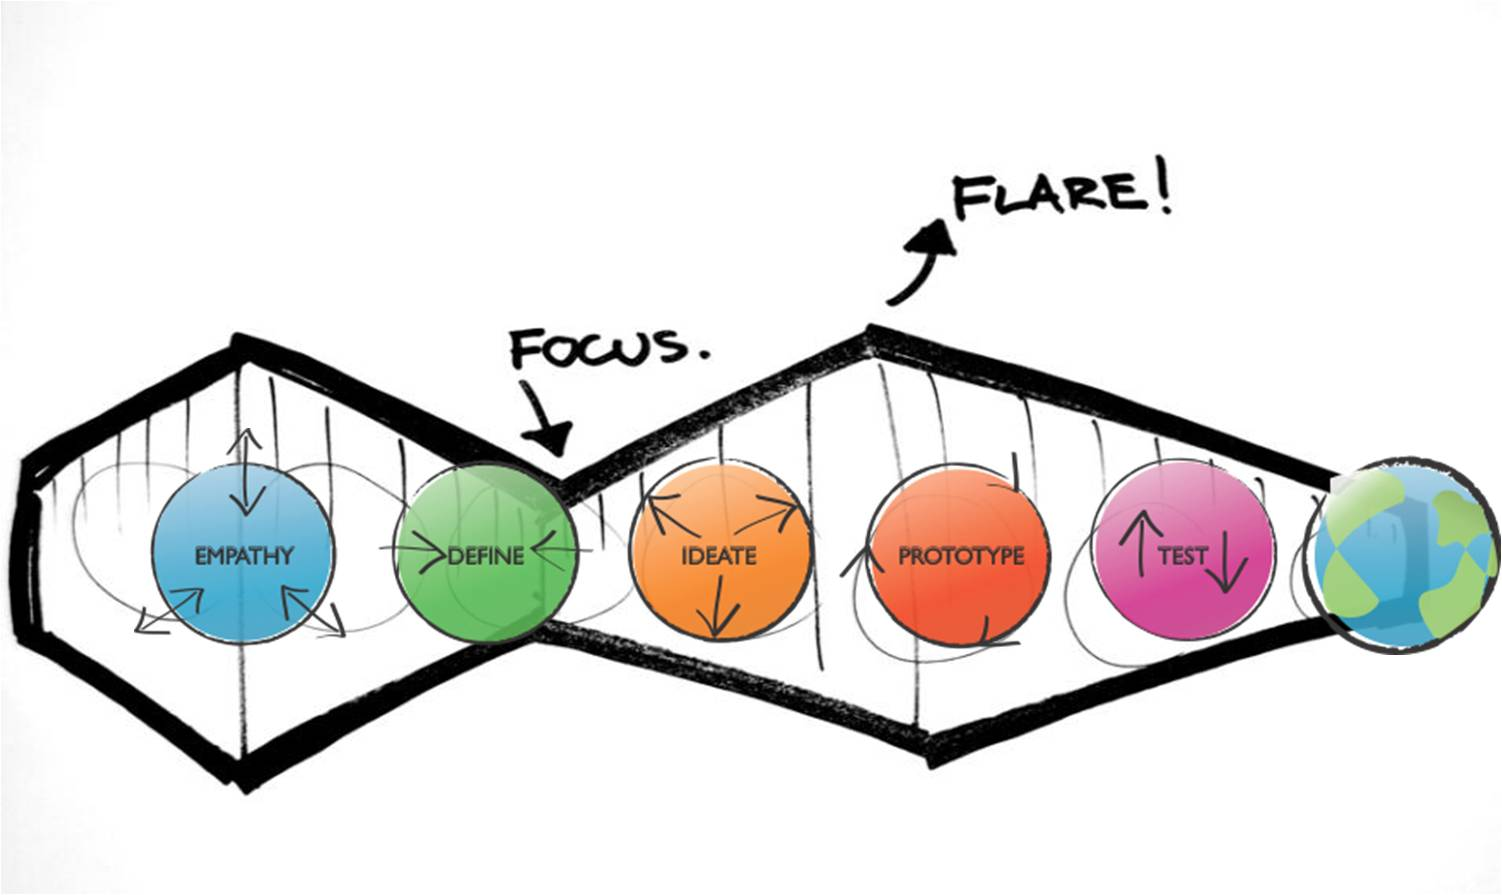 FLARE!
FOCUS.
EMPATHY
DEFINE
IDEATE
PROTOTYPE
TEST